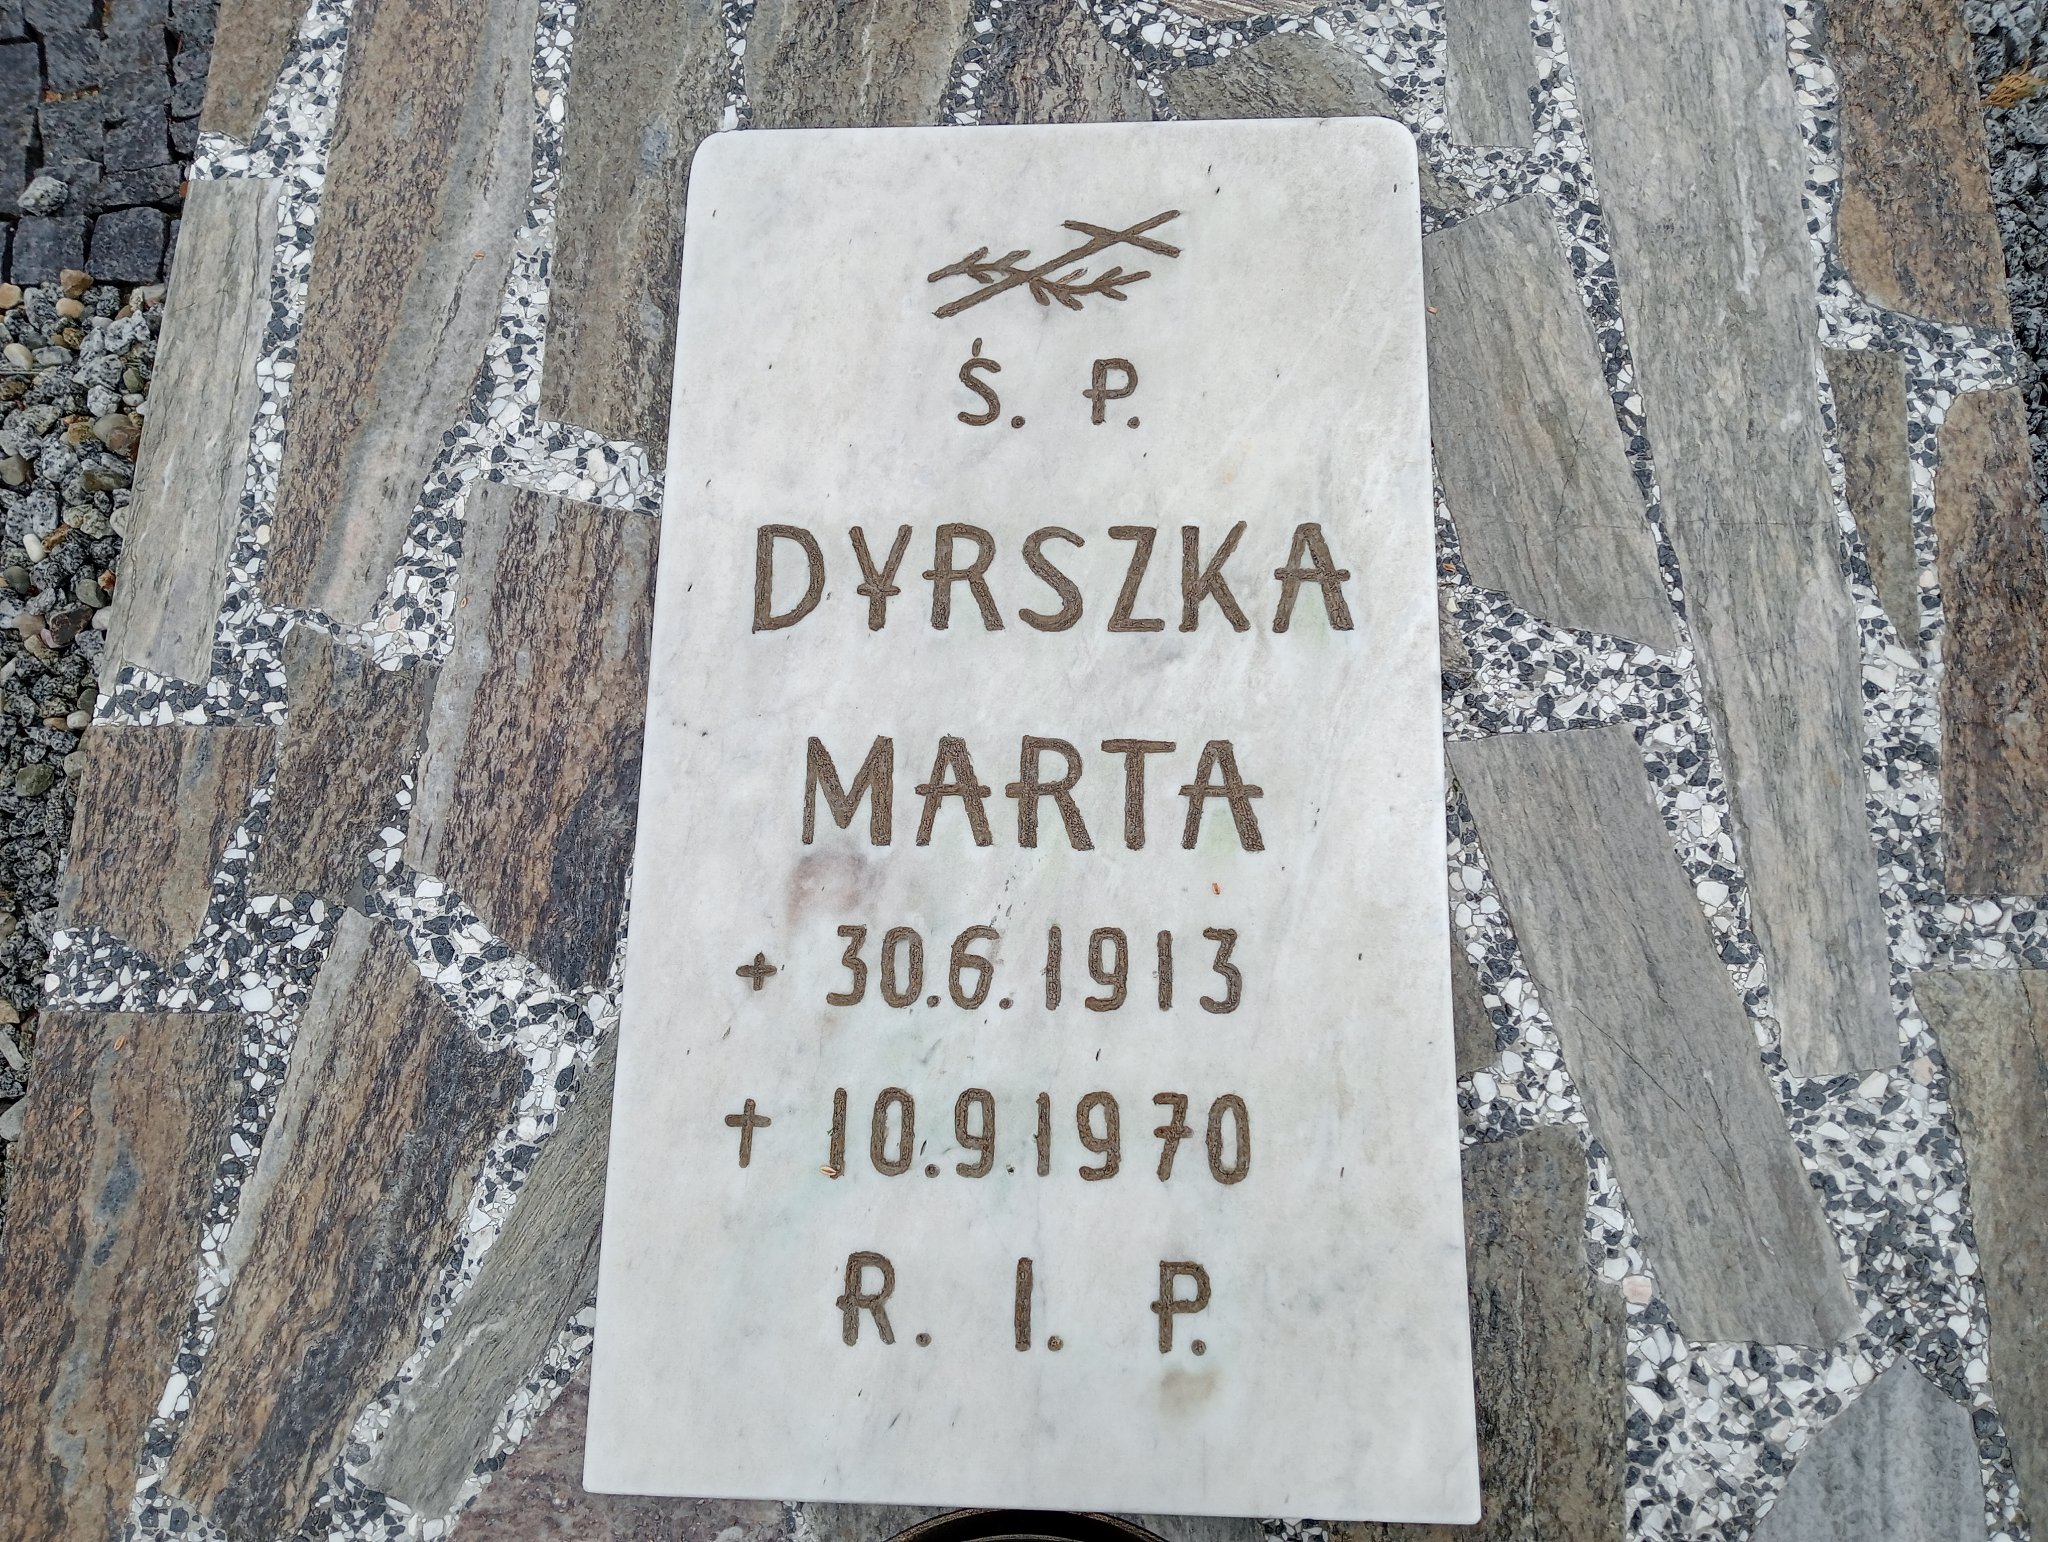 Ś. P.
DYRSZKA
MARTA
+ 30.6.1913
† 10.9.1970
R. I. P.